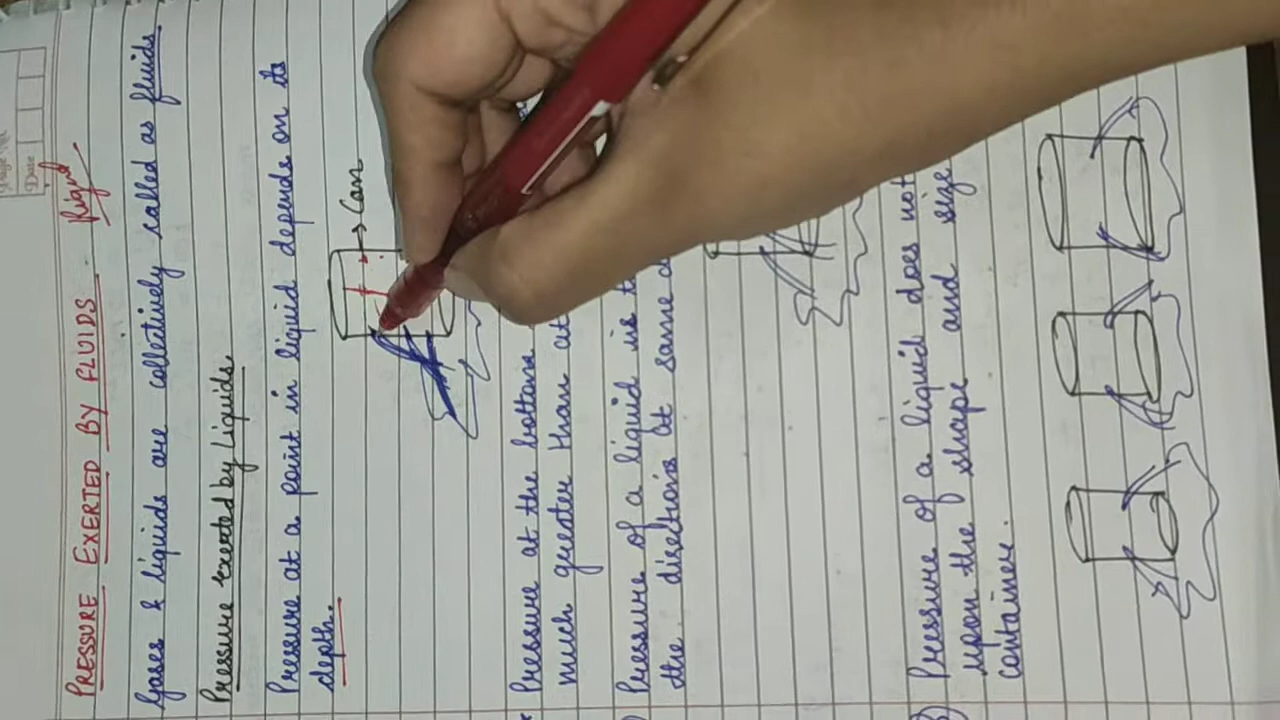 Date
PRESSURE EXERTED BY FLUIDS.
Gases & liquids are collectively called as fluids
Pressure exerted by Liquids
Pressure at a point in liquid depends on its
depth.
→ Can
* Pressure at the bottom
much greater than at
Pressure of a liquid is
the directions at same
Pressure of a liquid does not
upon the shape and size
container.